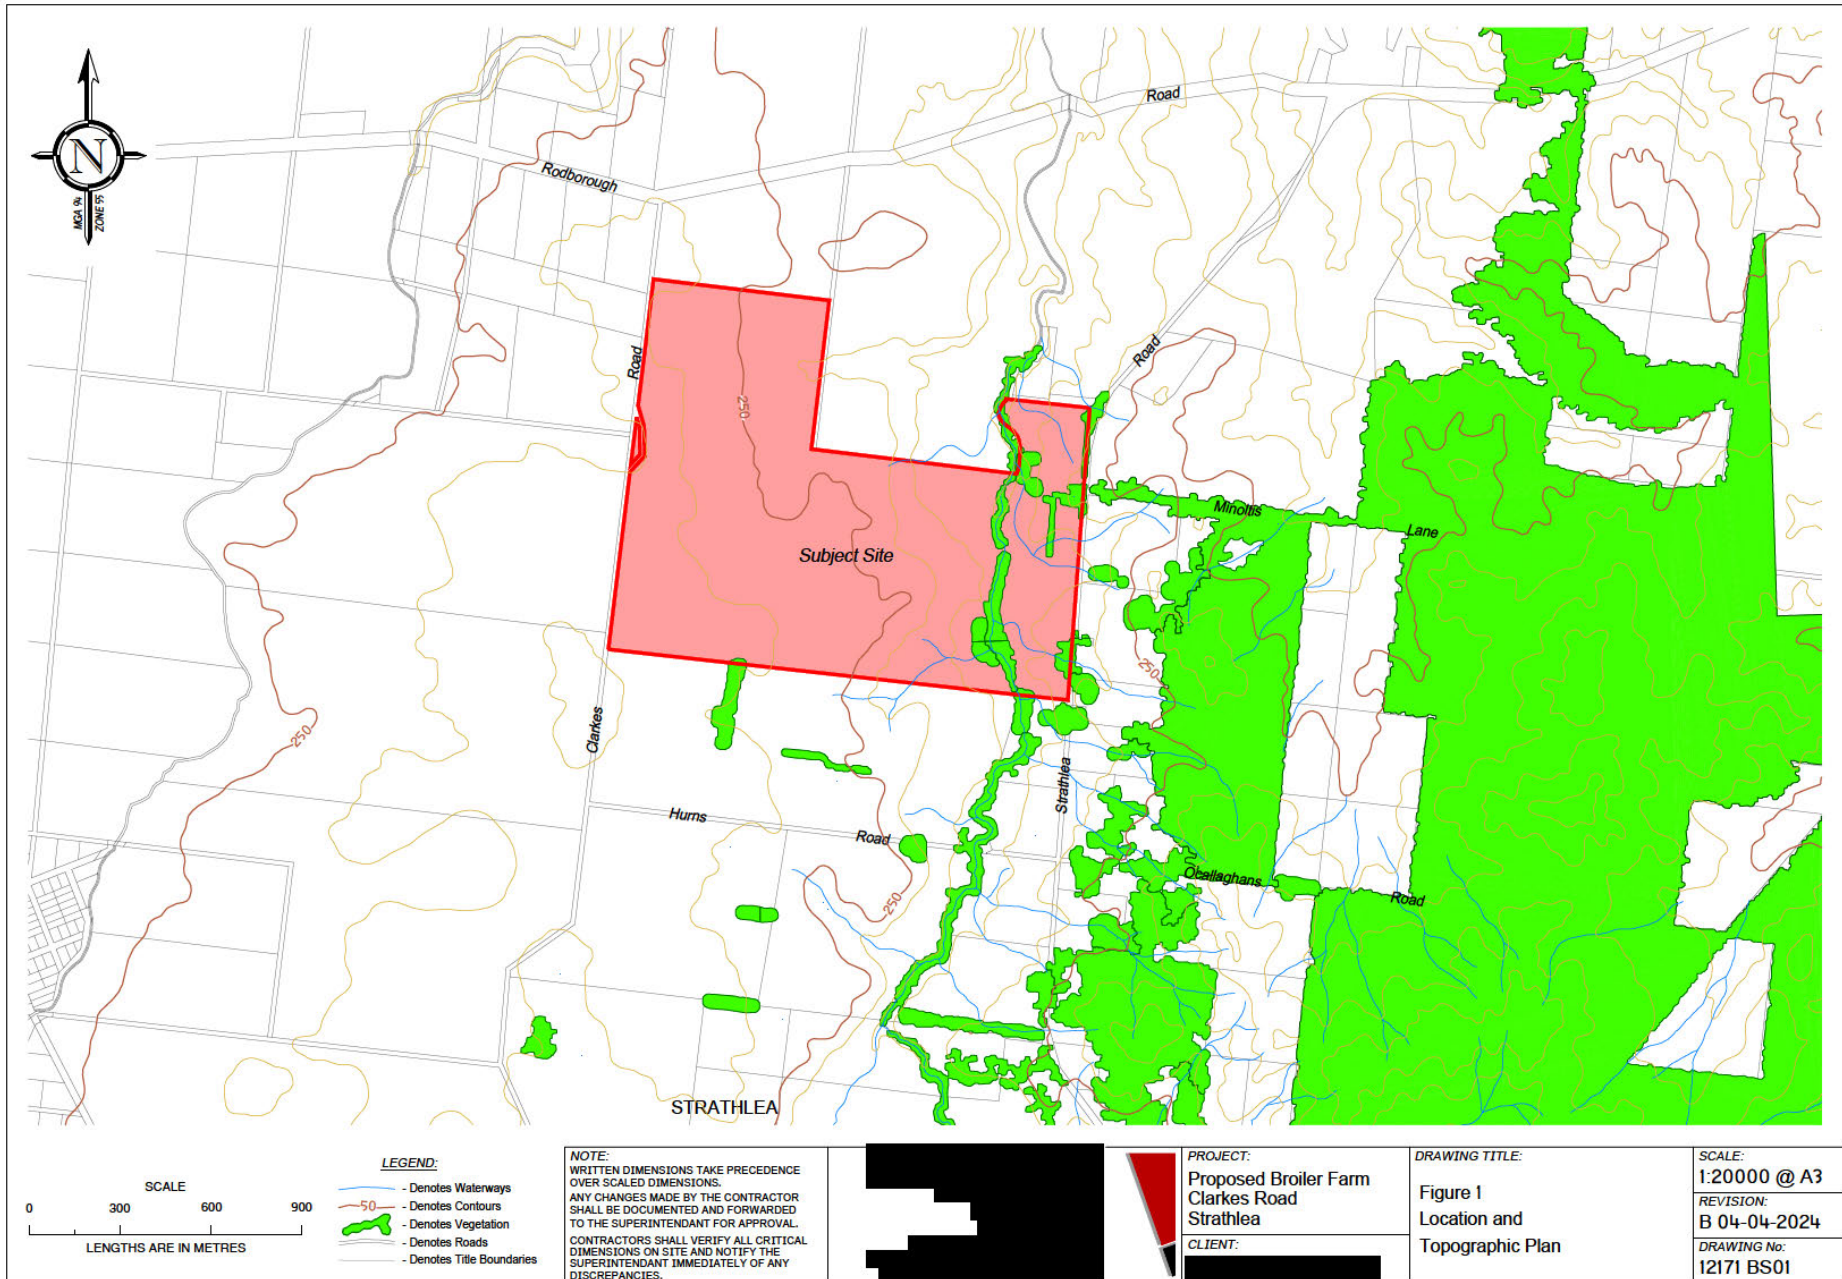 N
MGA 94
ZONE 55
Road
Rodborough
Road
Road
250
Minoltis
Lane
Subject Site
250
250
Clarkes
Strathlea
Hurns
Road
250
Ocallaghans
Road
STRATHLEA
SCALE
0 300 600 900
LENGTHS ARE IN METRES
LEGEND:
- Denotes Waterways
50 - Denotes Contours
- Denotes Vegetation
- Denotes Roads
- Denotes Title Boundaries
NOTE:
WRITTEN DIMENSIONS TAKE PRECEDENCE
OVER SCALED DIMENSIONS.
ANY CHANGES MADE BY THE CONTRACTOR
SHALL BE DOCUMENTED AND FORWARDED
TO THE SUPERINTENDANT FOR APPROVAL.
CONTRACTORS SHALL VERIFY ALL CRITICAL
DIMENSIONS ON SITE AND NOTIFY THE
SUPERINTENDANT IMMEDIATELY OF ANY
DISCREPANCIES.
PROJECT:
Proposed Broiler Farm
Clarkes Road
Strathlea
CLIENT:
DRAWING TITLE:
Figure 1
Location and
Topographic Plan
SCALE:
1:20000 @ A3
REVISION:
B 04-04-2024
DRAWING No:
12171 BS01